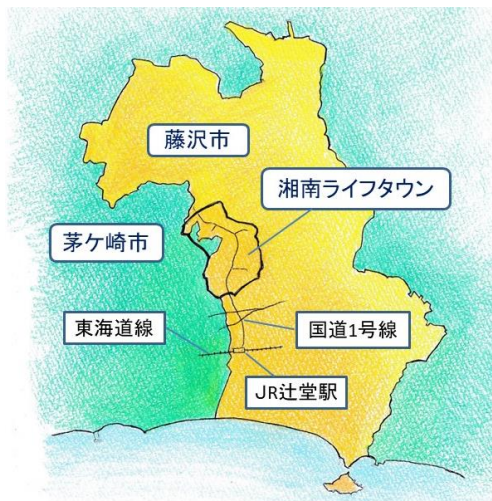 藤沢市
湘南ライフタウン
茅ケ崎市
東海道線
国道1号線
JR辻堂駅